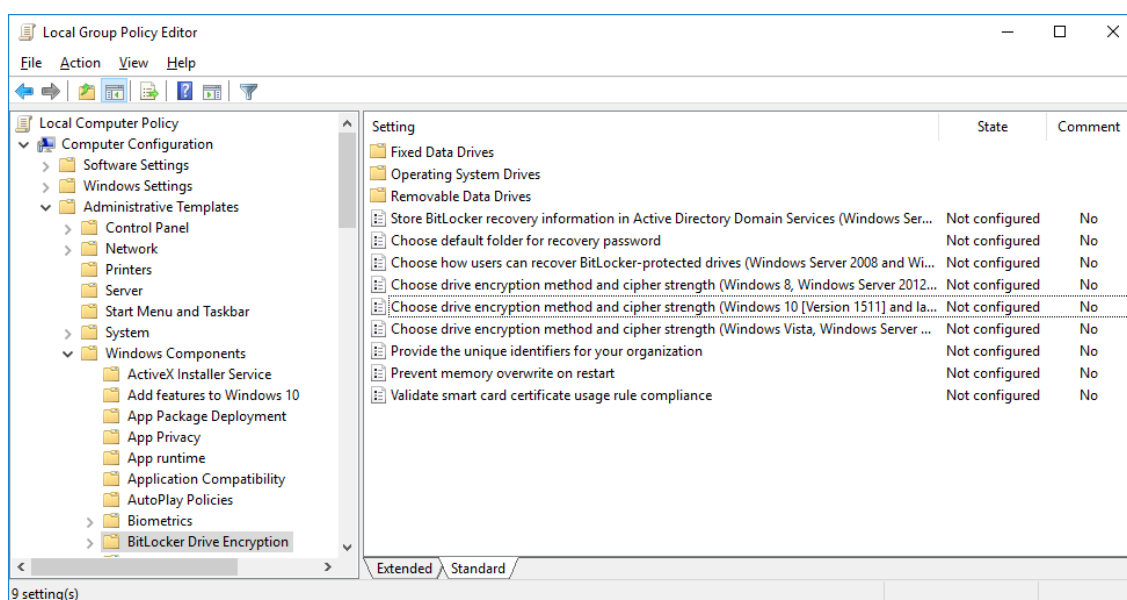 Local Group Policy Editor
File Action View Help
Local Computer Policy
Computer Configuration
Software Settings
Windows Settings
Administrative Templates
Control Panel
Network
Printers
Server
Start Menu and Taskbar
System
Windows Components
ActiveX Installer Service
Add features to Windows 10
App Package Deployment
App Privacy
App runtime
Application Compatibility
AutoPlay Policies
Biometrics
BitLocker Drive Encryption
Setting State Comment
Fixed Data Drives
Operating System Drives
Removable Data Drives
Store BitLocker recovery information in Active Directory Domain Services (Windows Ser... Not configured No
Choose default folder for recovery password Not configured No
Choose how users can recover BitLocker-protected drives (Windows Server 2008 and Wi... Not configured No
Choose drive encryption method and cipher strength (Windows 8, Windows Server 2012... Not configured No
Choose drive encryption method and cipher strength (Windows 10 [Version 1511] and la... Not configured No
Choose drive encryption method and cipher strength (Windows Vista, Windows Server ... Not configured No
Provide the unique identifiers for your organization Not configured No
Prevent memory overwrite on restart Not configured No
Validate smart card certificate usage rule compliance Not configured No
Extended Standard
9 setting(s)